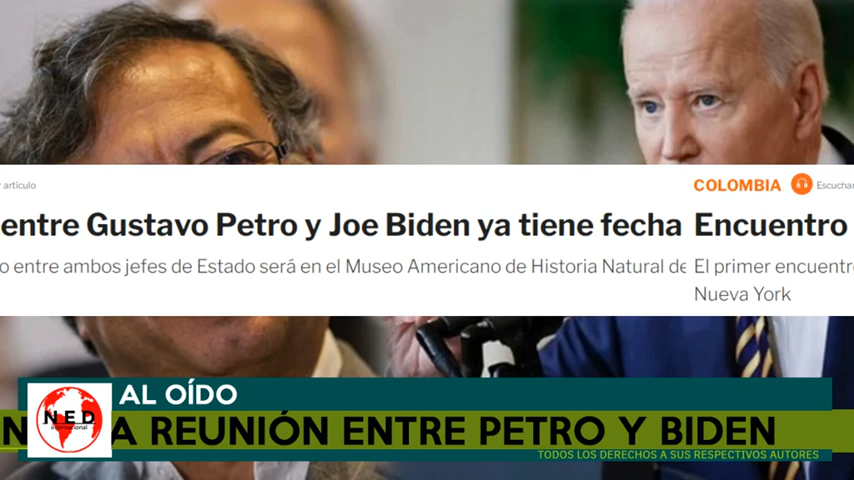 r artículo
COLOMBIA
Escuchar
entre Gustavo Petro y Joe Biden ya tiene fecha
Encuentro
o entre ambos jefes de Estado será en el Museo Americano de Historia Natural de
El primer encuentro
Nueva York
AL OÍDO
NED
international
N
A REUNIÓN ENTRE PETRO Y BIDEN
TODOS LOS DERECHOS A SUS RESPECTIVOS AUTORES